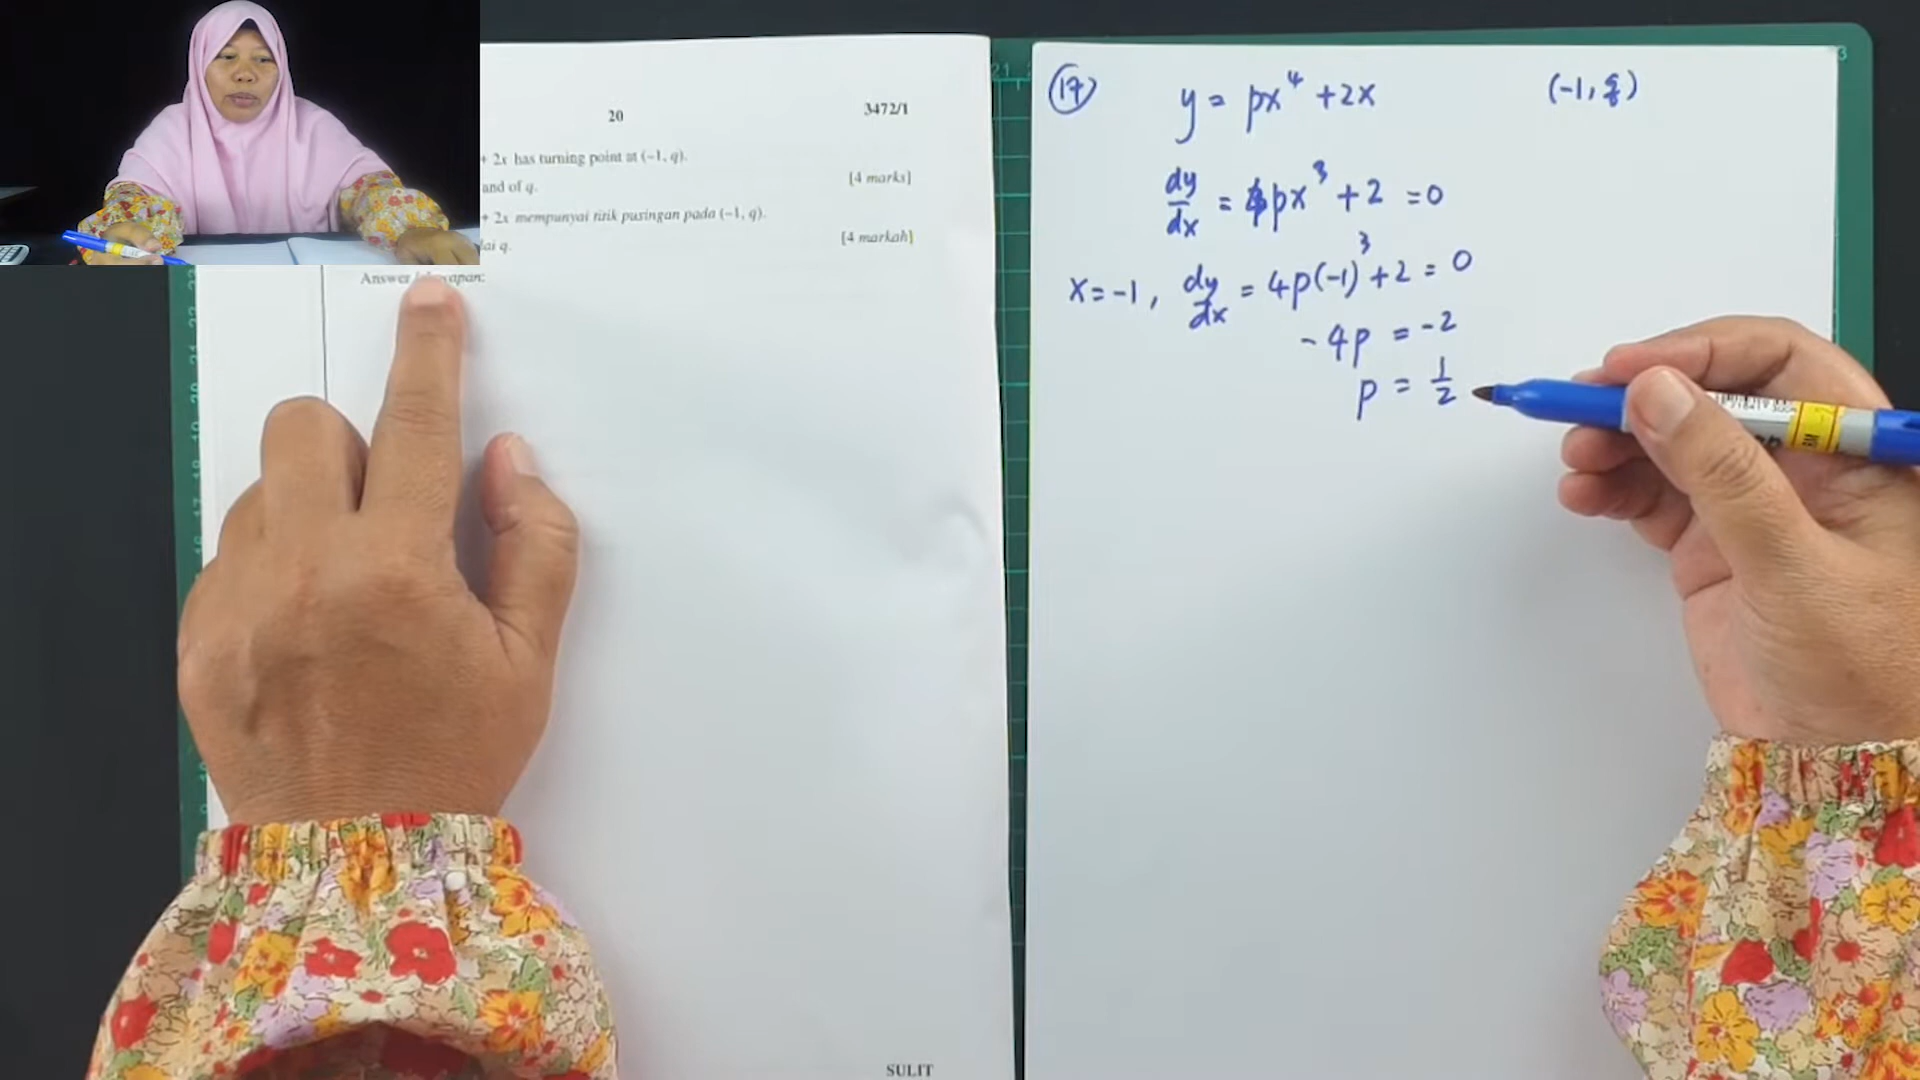 20 3472/1
+ 2x has turning point at (−1, q).
[4 marks]
and of q.
+ 2x mempunyai titik pusingan pada (−1, q).
[4 markah]
lai q.
Answer
SULIT
17 y = px⁴ + 2x (-1, q)
dy/dx = 4px³ + 2 = 0
x = -1, dy/dx = 4p(-1)³ + 2 = 0
-4p = -2
p = 1/2